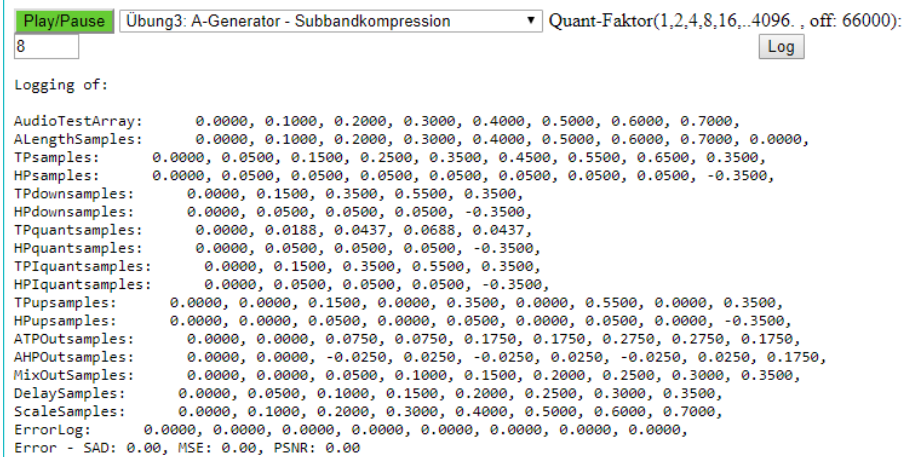 Play/Pause Übung3: A-Generator - Subbandkompression Quant-Faktor(1,2,4,8,16,..4096. , off: 66000):
8 Log
Logging of:
AudioTestArray: 0.0000, 0.1000, 0.2000, 0.3000, 0.4000, 0.5000, 0.6000, 0.7000,
ALengthSamples: 0.0000, 0.1000, 0.2000, 0.3000, 0.4000, 0.5000, 0.6000, 0.7000, 0.0000,
TPsamples: 0.0000, 0.0500, 0.1500, 0.2500, 0.3500, 0.4500, 0.5500, 0.6500, 0.3500,
HPsamples: 0.0000, 0.0500, 0.0500, 0.0500, 0.0500, 0.0500, 0.0500, 0.0500, -0.3500,
TPdownsamples: 0.0000, 0.1500, 0.3500, 0.5500, 0.3500,
HPdownsamples: 0.0000, 0.0500, 0.0500, 0.0500, -0.3500,
TPquantsamples: 0.0000, 0.0188, 0.0437, 0.0688, 0.0437,
HPquantsamples: 0.0000, 0.0500, 0.0500, 0.0500, -0.3500,
TPIquantsamples: 0.0000, 0.1500, 0.3500, 0.5500, 0.3500,
HPIquantsamples: 0.0000, 0.0500, 0.0500, 0.0500, -0.3500,
TPupsamples: 0.0000, 0.0000, 0.1500, 0.0000, 0.3500, 0.0000, 0.5500, 0.0000, 0.3500,
HPupsamples: 0.0000, 0.0000, 0.0500, 0.0000, 0.0500, 0.0000, 0.0500, 0.0000, -0.3500,
ATPOutsamples: 0.0000, 0.0000, 0.0750, 0.0750, 0.1750, 0.1750, 0.2750, 0.2750, 0.1750,
AHPOutsamples: 0.0000, 0.0000, -0.0250, 0.0250, -0.0250, 0.0250, -0.0250, 0.0250, 0.1750,
MixOutSamples: 0.0000, 0.0000, 0.0500, 0.1000, 0.1500, 0.2000, 0.2500, 0.3000, 0.3500,
DelaySamples: 0.0000, 0.0500, 0.1000, 0.1500, 0.2000, 0.2500, 0.3000, 0.3500,
ScaleSamples: 0.0000, 0.1000, 0.2000, 0.3000, 0.4000, 0.5000, 0.6000, 0.7000,
ErrorLog: 0.0000, 0.0000, 0.0000, 0.0000, 0.0000, 0.0000, 0.0000, 0.0000,
Error - SAD: 0.00, MSE: 0.00, PSNR: 0.00